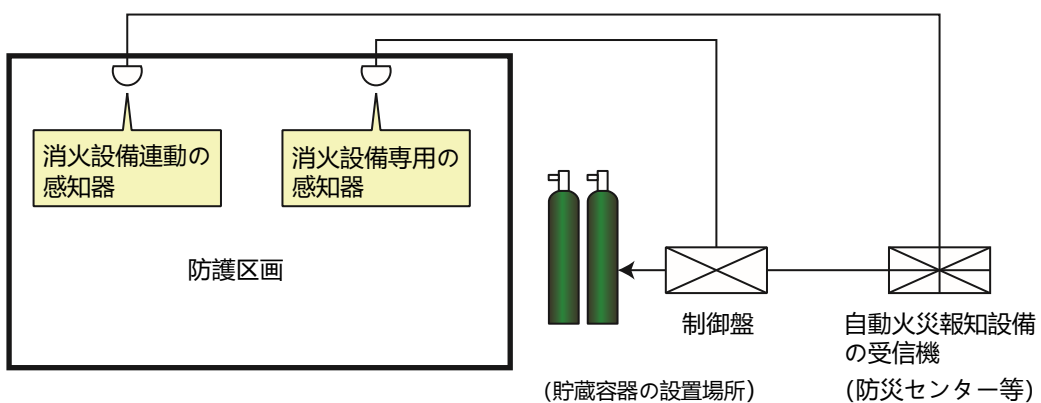 消火設備連動の
感知器
消火設備専用の
感知器
防護区画
制御盤
自動火災報知設備
の受信機
(貯蔵容器の設置場所)
(防災センター等)